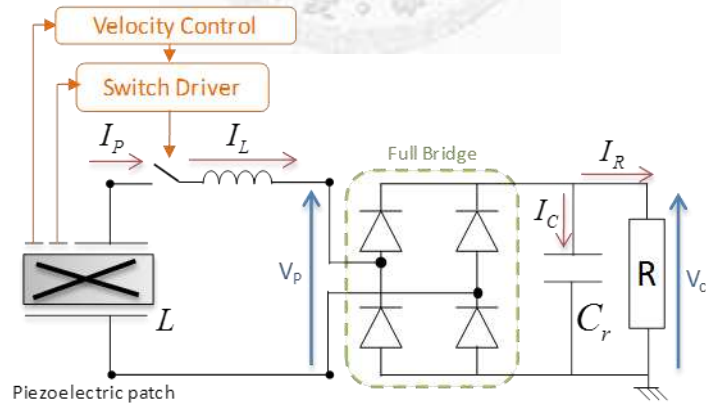 Velocity Control
Switch Driver
I_P
I_L
Full Bridge
I_R
I_C
V_P
L
C_r
R
V_c
Piezoelectric patch